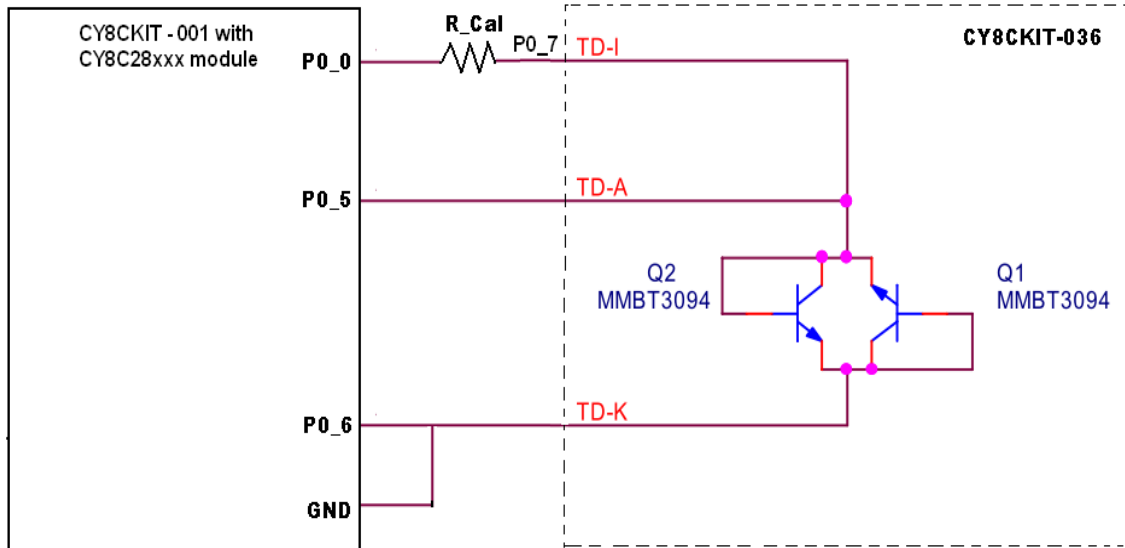 CY8CKIT - 001 with
CY8C28xxx module
P0_0
R_Cal
P0_7
TD-I
CY8CKIT-036
P0_5
TD-A
Q2
MMBT3094
Q1
MMBT3094
P0_6
TD-K
GND